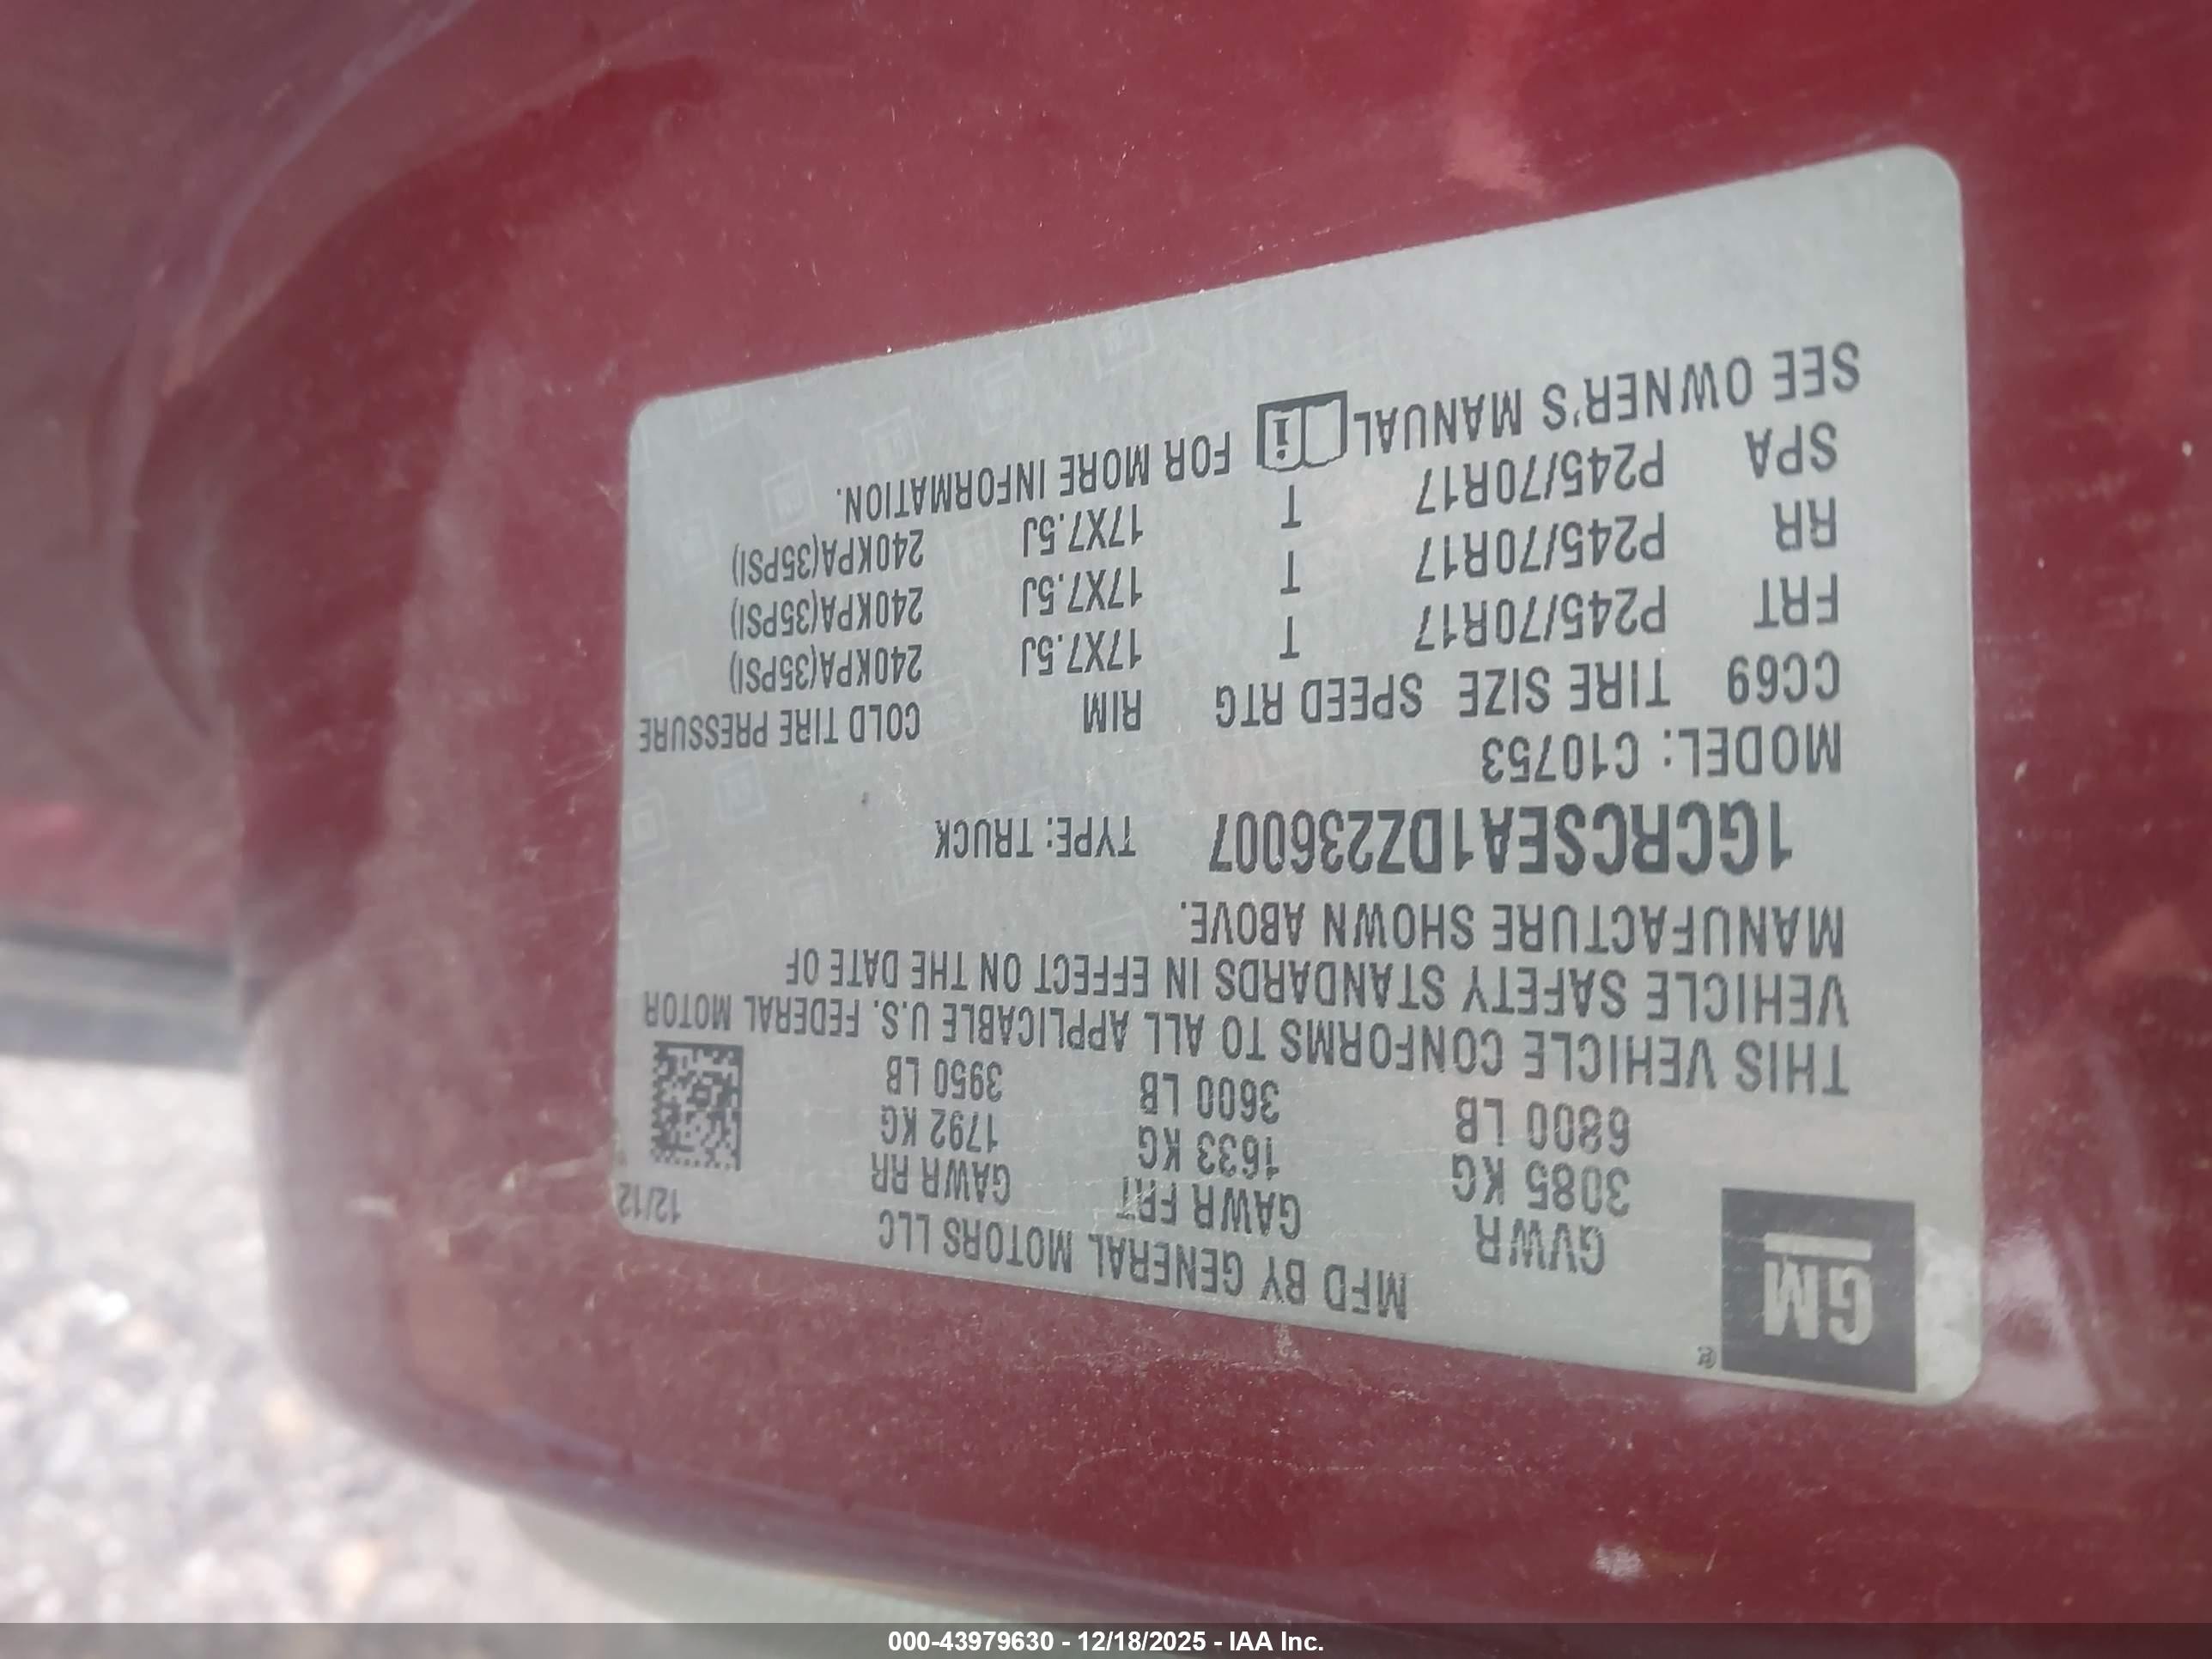 GM
®
MFD BY GENERAL MOTORS LLC 12/12
GVWR GAWR FRT GAWR RR
3085 KG 1633 KG 1792 KG
6800 LB 3600 LB 3950 LB
THIS VEHICLE CONFORMS TO ALL APPLICABLE U.S. FEDERAL MOTOR
VEHICLE SAFETY STANDARDS IN EFFECT ON THE DATE OF
MANUFACTURE SHOWN ABOVE.
1GCRCSEA1DZ236007 TYPE: TRUCK
MODEL: C10753
CC69 TIRE SIZE SPEED RTG RIM COLD TIRE PRESSURE
FRT P245/70R17 T 17X7.5J 240KPA(35PSI)
RR P245/70R17 T 17X7.5J 240KPA(35PSI)
SPA P245/70R17 T 17X7.5J 240KPA(35PSI)
SEE OWNER'S MANUAL i FOR MORE INFORMATION.
000-43979630 - 12/18/2025 - IAA Inc.